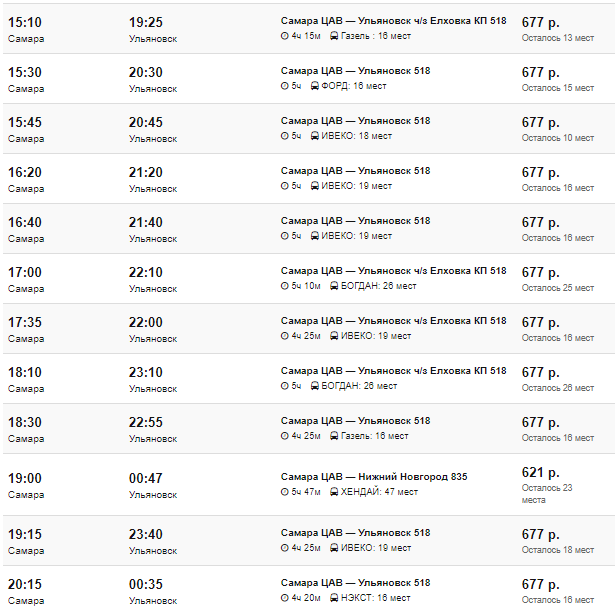 15:10 19:25 Самара ЦАВ — Ульяновск ч/з Елховка КП 518 677 р.
Самара Ульяновск 4ч 15м Газель : 16 мест Осталось 13 мест
15:30 20:30 Самара ЦАВ — Ульяновск 518 677 р.
Самара Ульяновск 5ч ФОРД: 16 мест Осталось 15 мест
15:45 20:45 Самара ЦАВ — Ульяновск 518 677 р.
Самара Ульяновск 5ч ИВЕКО: 18 мест Осталось 10 мест
16:20 21:20 Самара ЦАВ — Ульяновск 518 677 р.
Самара Ульяновск 5ч ИВЕКО: 19 мест Осталось 16 мест
16:40 21:40 Самара ЦАВ — Ульяновск 518 677 р.
Самара Ульяновск 5ч ИВЕКО: 19 мест Осталось 16 мест
17:00 22:10 Самара ЦАВ — Ульяновск ч/з Елховка КП 518 677 р.
Самара Ульяновск 5ч 10м БОГДАН: 26 мест Осталось 25 мест
17:35 22:00 Самара ЦАВ — Ульяновск ч/з Елховка КП 518 677 р.
Самара Ульяновск 4ч 25м ИВЕКО: 19 мест Осталось 16 мест
18:10 23:10 Самара ЦАВ — Ульяновск ч/з Елховка КП 518 677 р.
Самара Ульяновск 5ч БОГДАН: 26 мест Осталось 26 мест
18:30 22:55 Самара ЦАВ — Ульяновск 518 677 р.
Самара Ульяновск 4ч 25м Газель: 16 мест Осталось 16 мест
19:00 00:47 Самара ЦАВ — Нижний Новгород 835 621 р.
Самара Ульяновск 5ч 47м ХЕНДАЙ: 47 мест Осталось 23
места
19:15 23:40 Самара ЦАВ — Ульяновск 518 677 р.
Самара Ульяновск 4ч 25м ИВЕКО: 19 мест Осталось 18 мест
20:15 00:35 Самара ЦАВ — Ульяновск 518 677 р.
Самара Ульяновск 4ч 20м НЭКСТ: 16 мест Осталось 16 мест